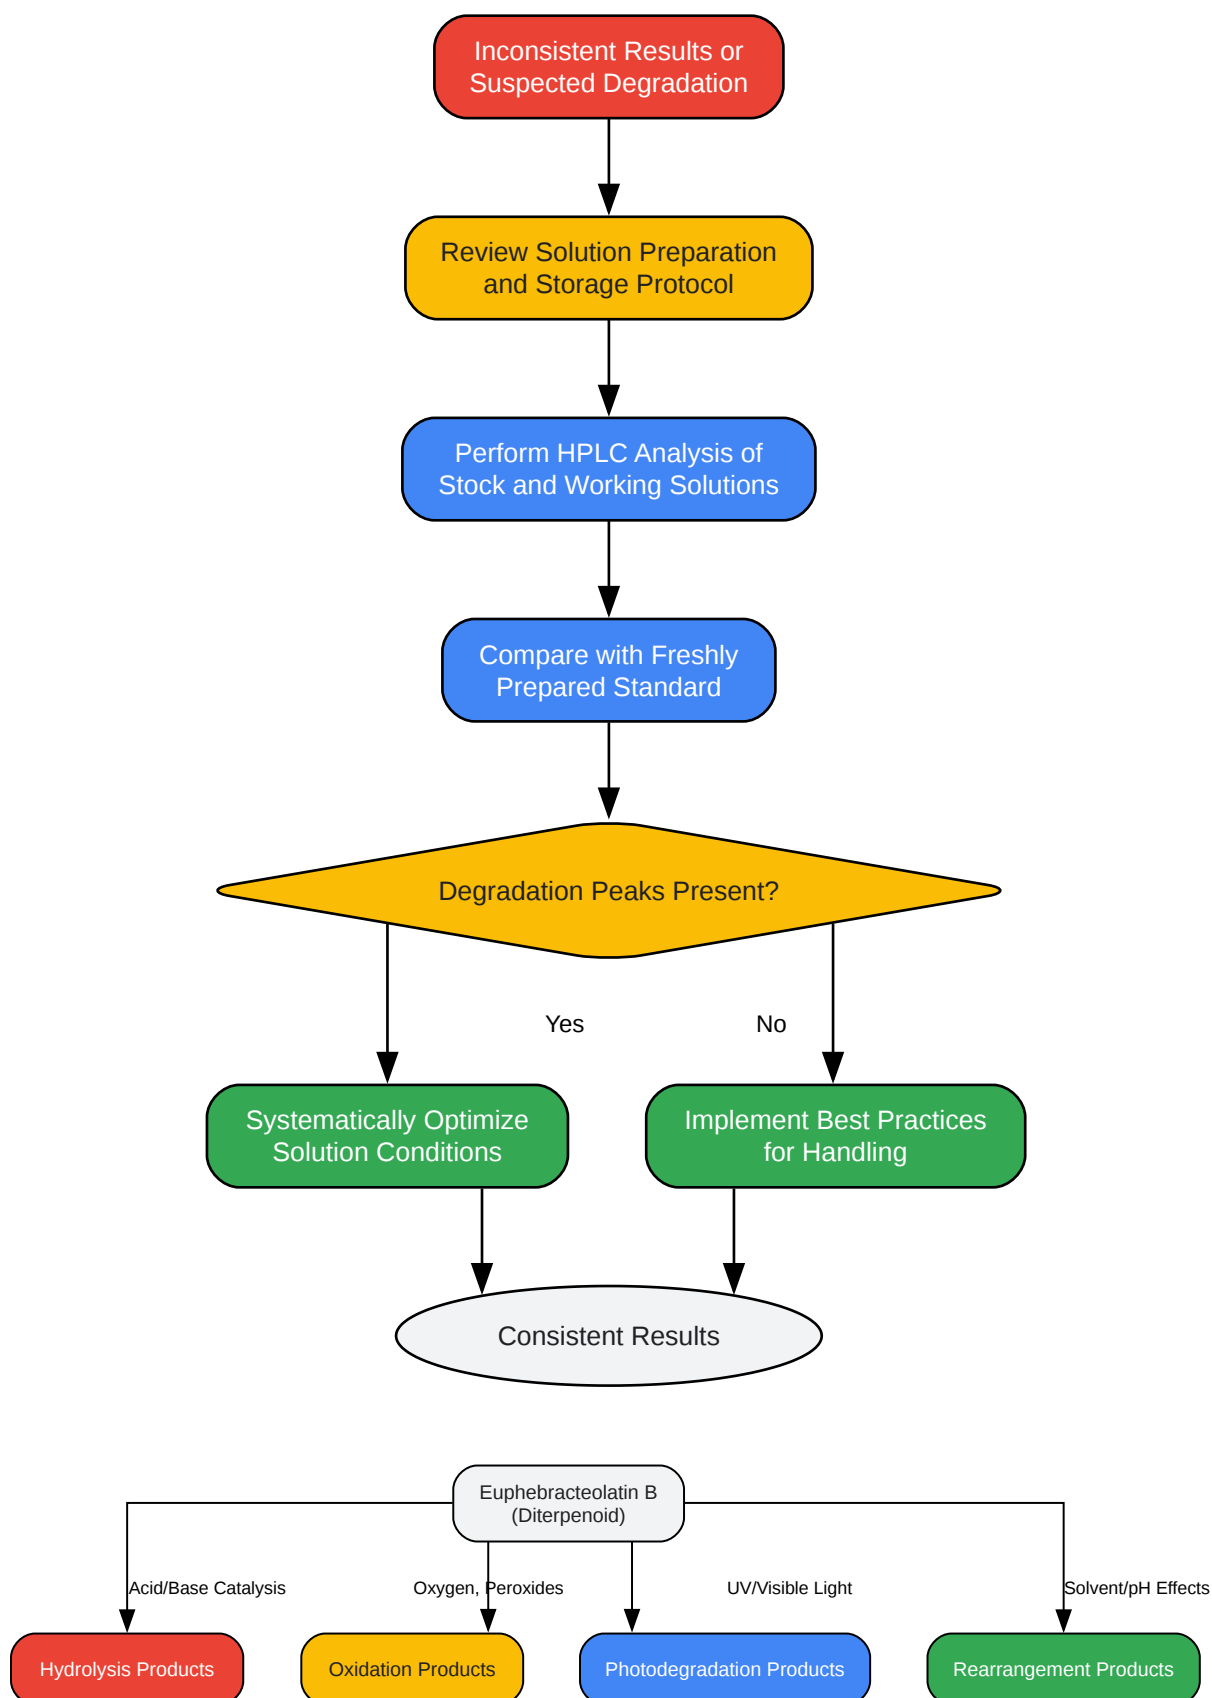 Inconsistent Results or
Suspected Degradation
Review Solution Preparation
and Storage Protocol
Perform HPLC Analysis of
Stock and Working Solutions
Compare with Freshly
Prepared Standard
Degradation Peaks Present?
Yes
No
Systematically Optimize
Solution Conditions
Implement Best Practices
for Handling
Consistent Results
Euphebracteolatin B
(Diterpenoid)
Acid/Base Catalysis
Oxygen, Peroxides
UV/Visible Light
Solvent/pH Effects
Hydrolysis Products
Oxidation Products
Photodegradation Products
Rearrangement Products